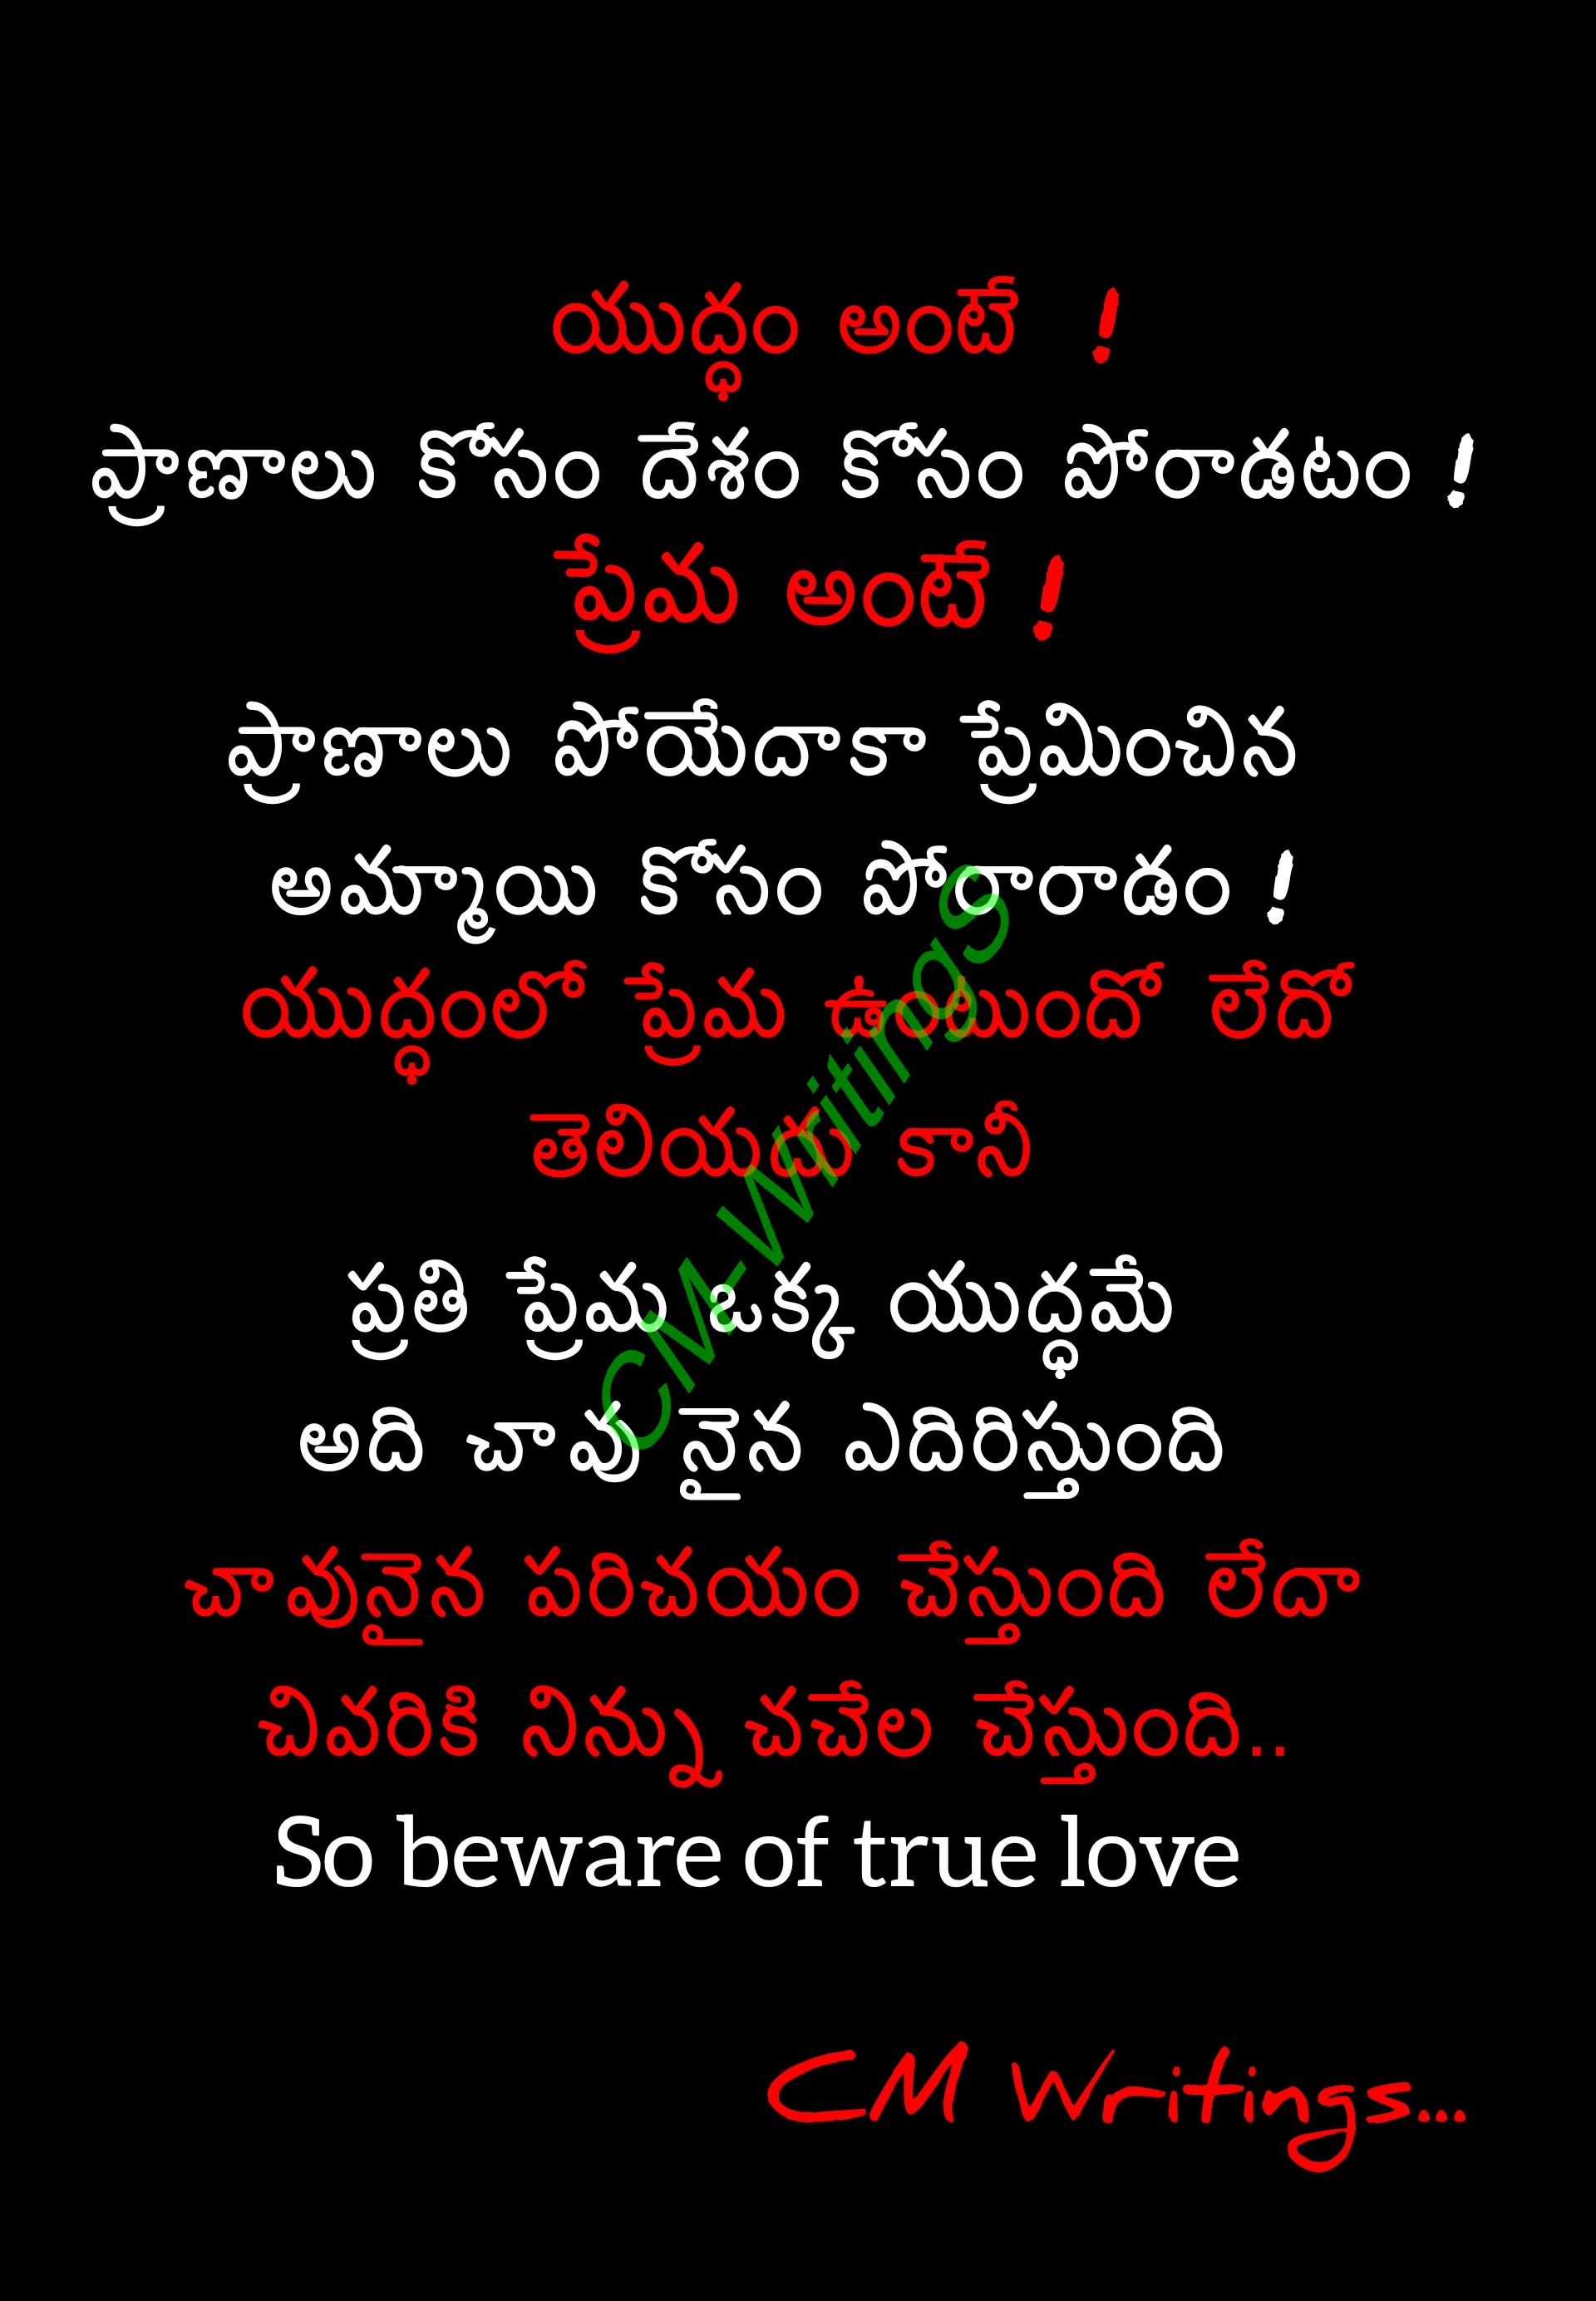 యుద్ధం అంటే !
ప్రాణాలు కోసం దేశం కోసం పోరాడటం !
ప్రేమ అంటే !
ప్రాణాలు పోయేదాకా ప్రేమించిన
అమ్మాయి కోసం పోరారాడం !
యుద్ధంలో ప్రేమ ఉంటుందో లేదో
తెలియదు కానీ
ప్రతి ప్రేమ ఒక్క యుద్ధమే
అది చావు నైన ఎదిరిస్తుంది
చావునైన పరిచయం చేస్తుంది లేదా
చివరికి నిన్ను చచేల చేస్తుంది..
So beware of true love
CM-Writings
CM Writings...